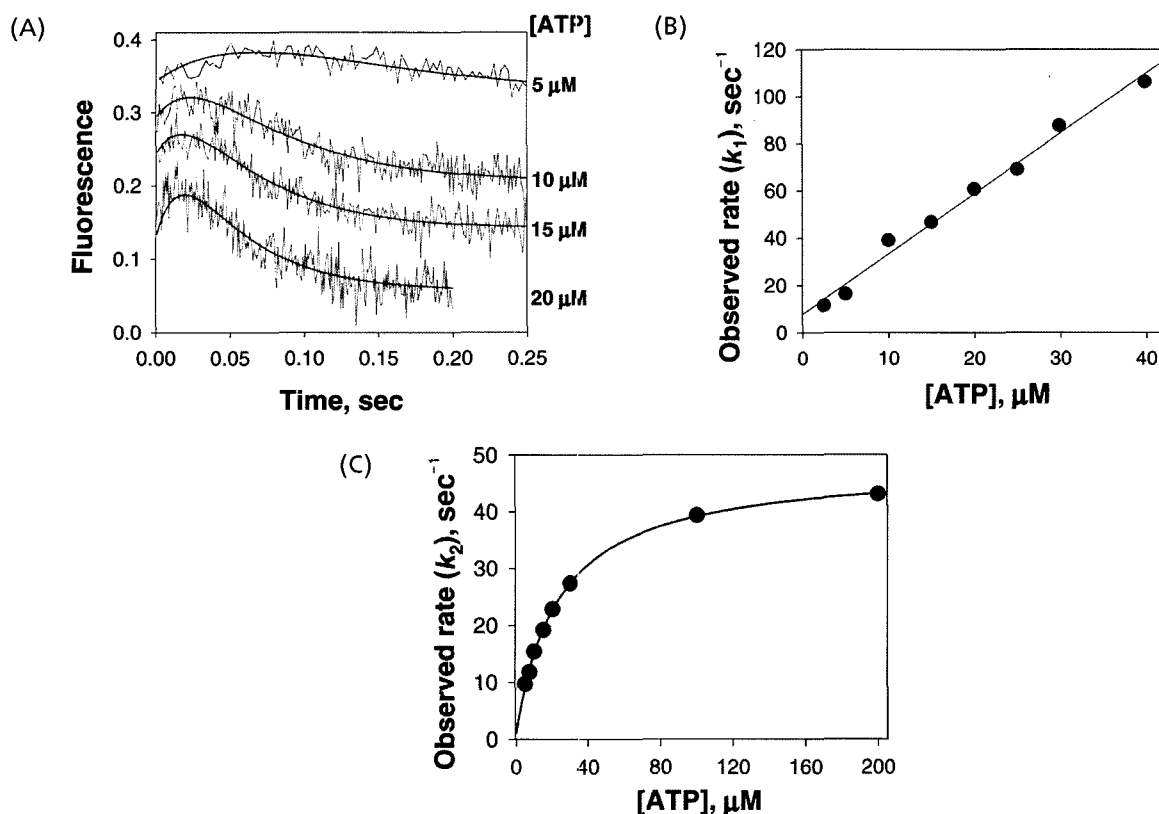 (A)
[ATP]
0.4
0.3
0.2
0.1
0.0
Fluorescence
5 µM
10 µM
15 µM
20 µM
0.00 0.05 0.10 0.15 0.20 0.25
Time, sec
(B)
120
100
80
60
40
20
0
Observed rate (k₁), sec⁻¹
0 10 20 30 40
[ATP], µM
(C)
50
40
30
20
10
0
Observed rate (k₂), sec⁻¹
0 40 80 120 160 200
[ATP], µM